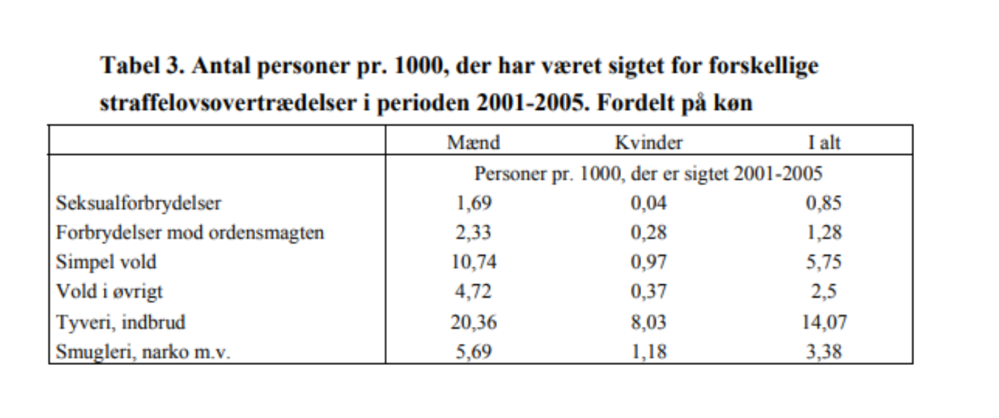 Tabel 3. Antal personer pr. 1000, der har været sigtet for forskellige
straffelovsovertrædelser i perioden 2001-2005. Fordelt på køn
Mænd Kvinder I alt
Personer pr. 1000, der er sigtet 2001-2005
Seksualforbrydelser 1,69 0,04 0,85
Forbrydelser mod ordensmagten 2,33 0,28 1,28
Simpel vold 10,74 0,97 5,75
Vold i øvrigt 4,72 0,37 2,5
Tyveri, indbrud 20,36 8,03 14,07
Smugleri, narko m.v. 5,69 1,18 3,38